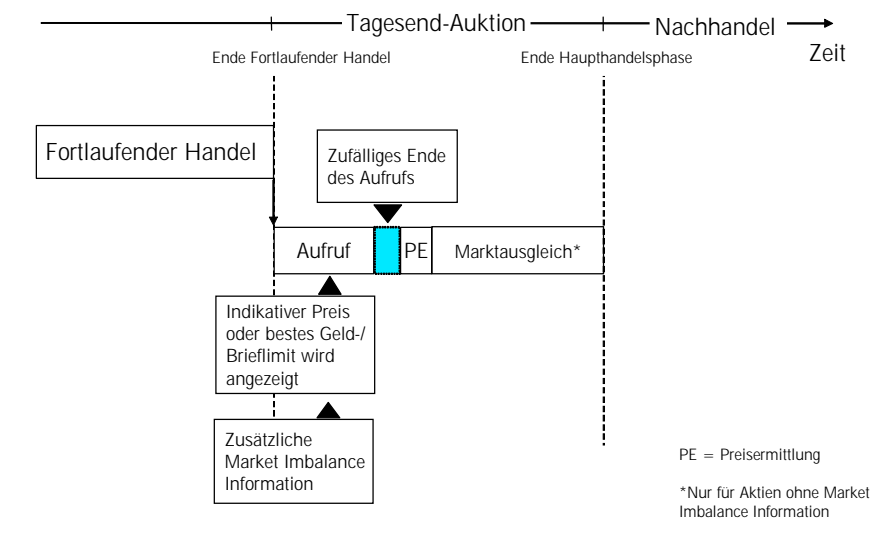 Tagesend-Auktion
Nachhandel
Zeit
Ende Fortlaufender Handel
Ende Haupthandelsphase
Fortlaufender Handel
Zufälliges Ende
des Aufrufs
Aufruf
PE
Marktausgleich*
Indikativer Preis
oder bestes Geld-/
Brieflimit wird
angezeigt
Zusätzliche
Market Imbalance
Information
PE = Preisermittlung
*Nur für Aktien ohne Market
Imbalance Information